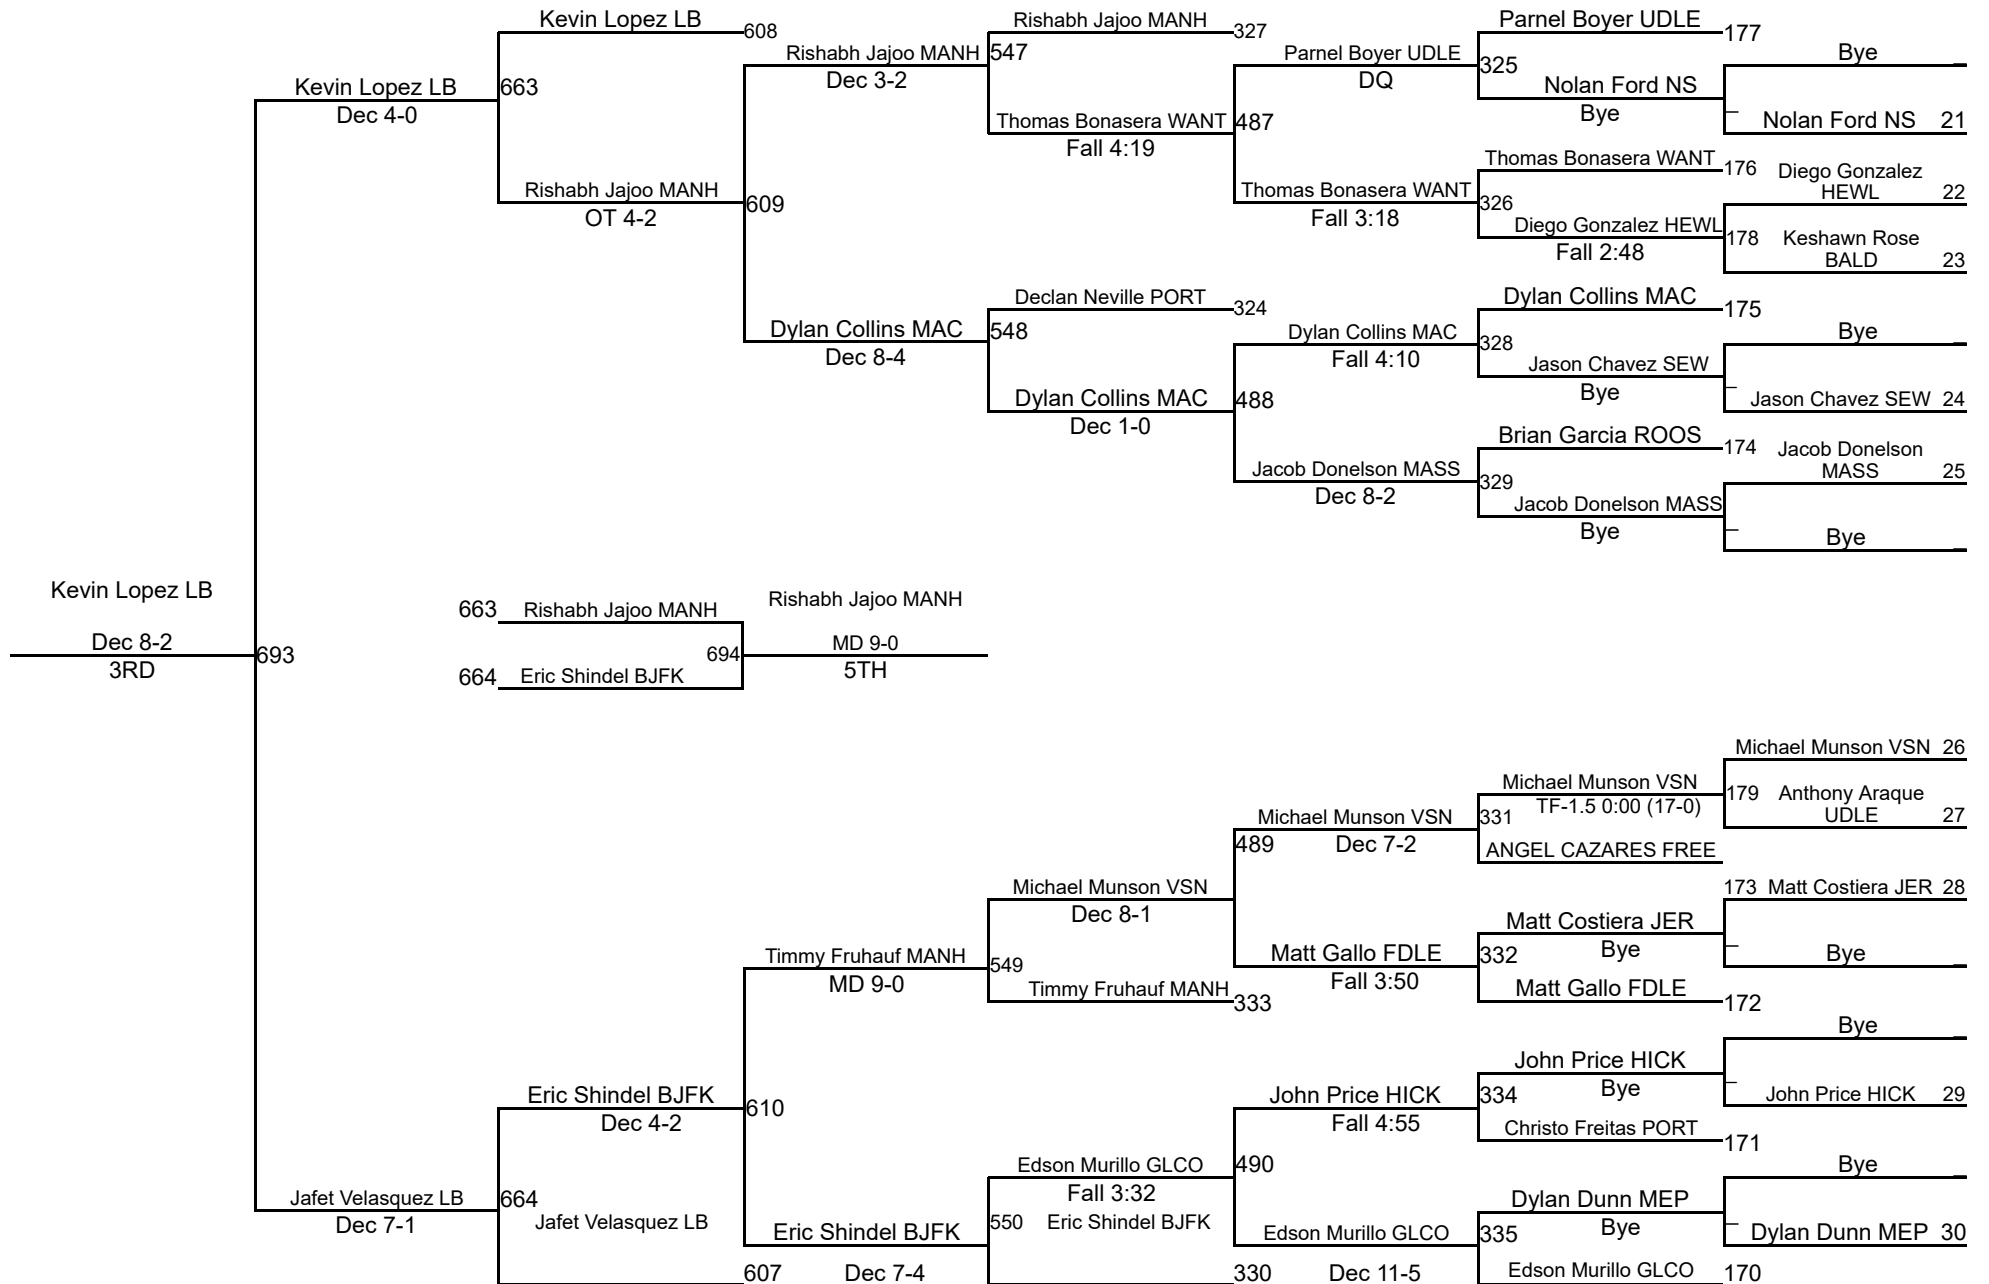 Kevin Lopez LB
608
Rishabh Jajoo MANH
327
Parnel Boyer UDLE
177
Rishabh Jajoo MANH
547
Parnel Boyer UDLE
325
Bye
Kevin Lopez LB
663
Dec 3-2
DQ
Nolan Ford NS
Dec 4-0
Thomas Bonasera WANT
487
Bye
Nolan Ford NS 21
Fall 4:19
Thomas Bonasera WANT
176
Diego Gonzalez
HEWL 22
Rishabh Jajoo MANH
609
Thomas Bonasera WANT
326
OT 4-2
Fall 3:18
Diego Gonzalez HEWL
178
Keshawn Rose
BALD 23
Fall 2:48
Declan Neville PORT
324
Dylan Collins MAC
175
Dylan Collins MAC
548
Dylan Collins MAC
328
Bye
Dec 8-4
Fall 4:10
Jason Chavez SEW
Dylan Collins MAC
488
Bye
Jason Chavez SEW 24
Dec 1-0
Brian Garcia ROOS
174
Jacob Donelson
MASS 25
Jacob Donelson MASS
329
Dec 8-2
Jacob Donelson MASS
Bye
Bye
Kevin Lopez LB
663 Rishabh Jajoo MANH
Rishabh Jajoo MANH
Dec 8-2
693
694
MD 9-0
3RD
664 Eric Shindel BJFK
5TH
Michael Munson VSN 26
Michael Munson VSN
179
Anthony Araque
UDLE 27
TF-1.5 0:00 (17-0)
Michael Munson VSN
331
489
Dec 7-2
ANGEL CAZARES FREE
Michael Munson VSN
173 Matt Costiera JER 28
Dec 8-1
Matt Costiera JER
Timmy Fruhauf MANH
549
Matt Gallo FDLE
332
Bye
Bye
MD 9-0
Timmy Fruhauf MANH
333
Fall 3:50
Matt Gallo FDLE
172
Bye
John Price HICK
Eric Shindel BJFK
610
John Price HICK
334
Bye
John Price HICK 29
Dec 4-2
Fall 4:55
Christo Freitas PORT
171
Edson Murillo GLCO
490
Bye
Jafet Velasquez LB
664
Fall 3:32
Dylan Dunn MEP
Dec 7-1
Jafet Velasquez LB
Eric Shindel BJFK
550
Eric Shindel BJFK
Edson Murillo GLCO
335
Bye
Dylan Dunn MEP 30
607
Dec 7-4
330
Dec 11-5
Edson Murillo GLCO
170